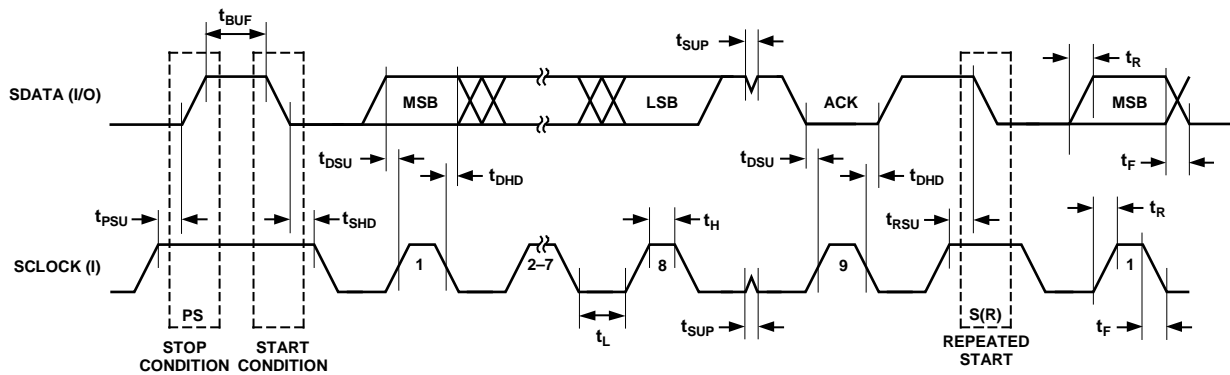 tBUF
tSUP
tR
SDATA (I/O)
MSB
LSB
ACK
MSB
tDSU
tDHD
tDSU
tDHD
tF
tPSU
tSHD
tH
tRSU
tR
SCLOCK (I)
1
2–7
8
9
1
PS
tL
tSUP
S(R)
tF
STOP
CONDITION
START
CONDITION
REPEATED
START